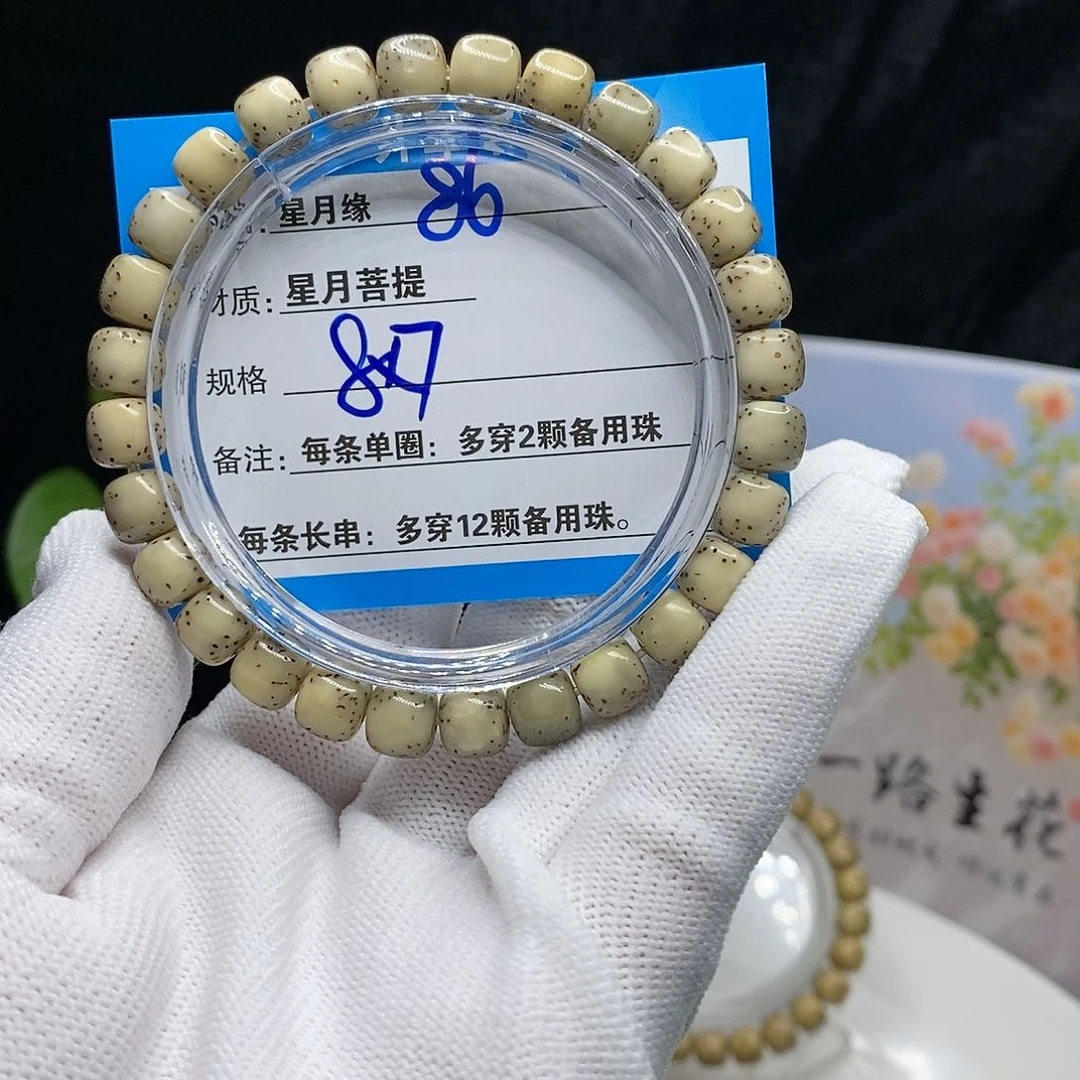 星月缘 86
材质: 星月菩提
规格 8x7
备注: 每条单圈：多穿2颗备用珠
每条长串：多穿12颗备用珠。
一路生花